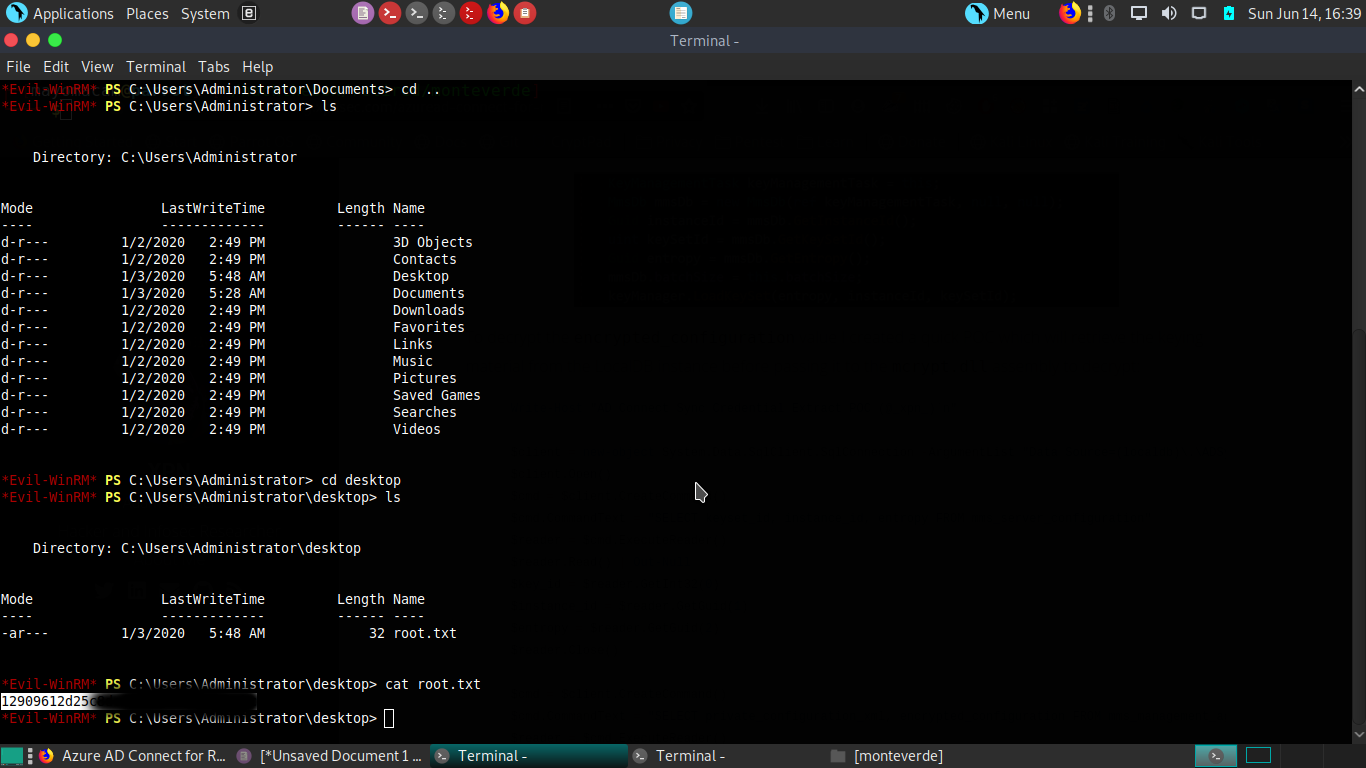 Applications Places System
Menu
Sun Jun 14, 16:39
Terminal -
File Edit View Terminal Tabs Help
*Evil-WinRM* PS C:\Users\Administrator\Documents> cd ..
*Evil-WinRM* PS C:\Users\Administrator> ls
Directory: C:\Users\Administrator
Mode LastWriteTime Length Name
---- ------------- ------ ----
d-r--- 1/2/2020 2:49 PM 3D Objects
d-r--- 1/2/2020 2:49 PM Contacts
d-r--- 1/3/2020 5:48 AM Desktop
d-r--- 1/3/2020 5:28 AM Documents
d-r--- 1/2/2020 2:49 PM Downloads
d-r--- 1/2/2020 2:49 PM Favorites
d-r--- 1/2/2020 2:49 PM Links
d-r--- 1/2/2020 2:49 PM Music
d-r--- 1/2/2020 2:49 PM Pictures
d-r--- 1/2/2020 2:49 PM Saved Games
d-r--- 1/2/2020 2:49 PM Searches
d-r--- 1/2/2020 2:49 PM Videos
*Evil-WinRM* PS C:\Users\Administrator> cd desktop
*Evil-WinRM* PS C:\Users\Administrator\desktop> ls
Directory: C:\Users\Administrator\desktop
Mode LastWriteTime Length Name
---- ------------- ------ ----
-ar--- 1/3/2020 5:48 AM 32 root.txt
*Evil-WinRM* PS C:\Users\Administrator\desktop> cat root.txt
12909612d25
*Evil-WinRM* PS C:\Users\Administrator\desktop>
Azure AD Connect for R... [*Unsaved Document 1 ... Terminal - Terminal - [monteverde]